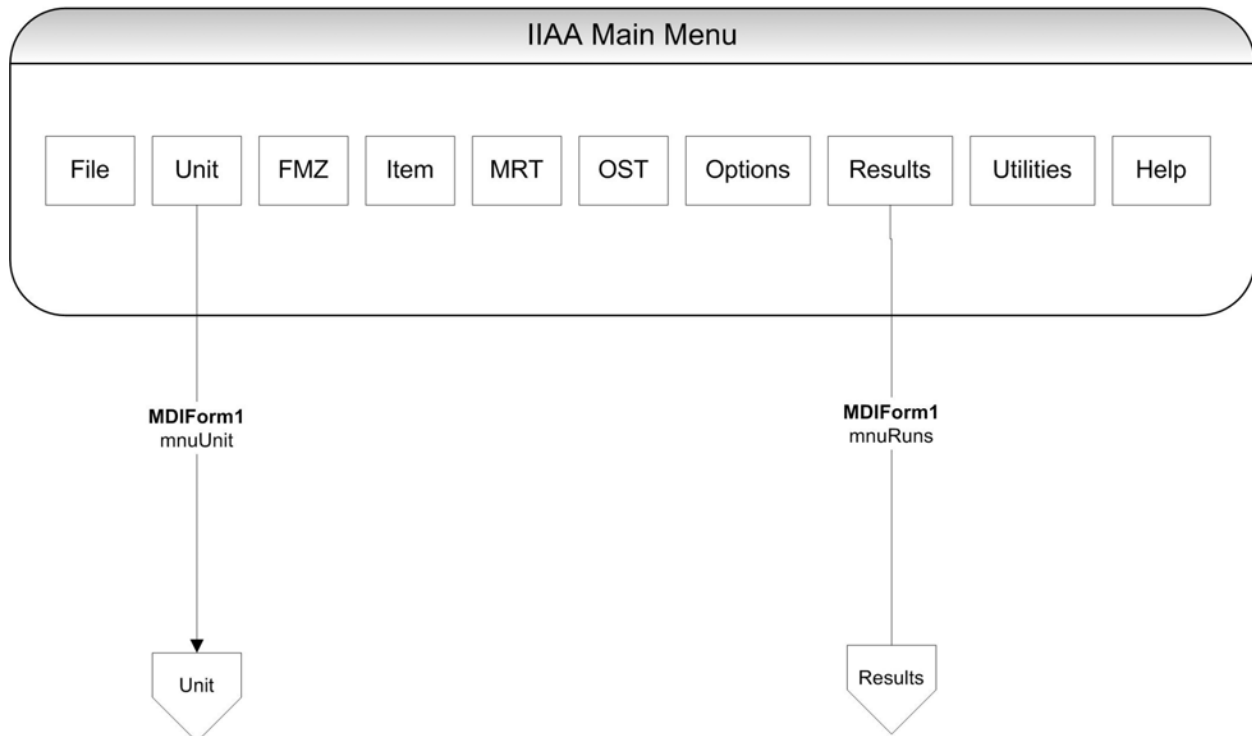 IIAA Main Menu
File Unit FMZ Item MRT OST Options Results Utilities Help
MDIForm1 MDIForm1
mnuUnit mnuRuns
Unit Results